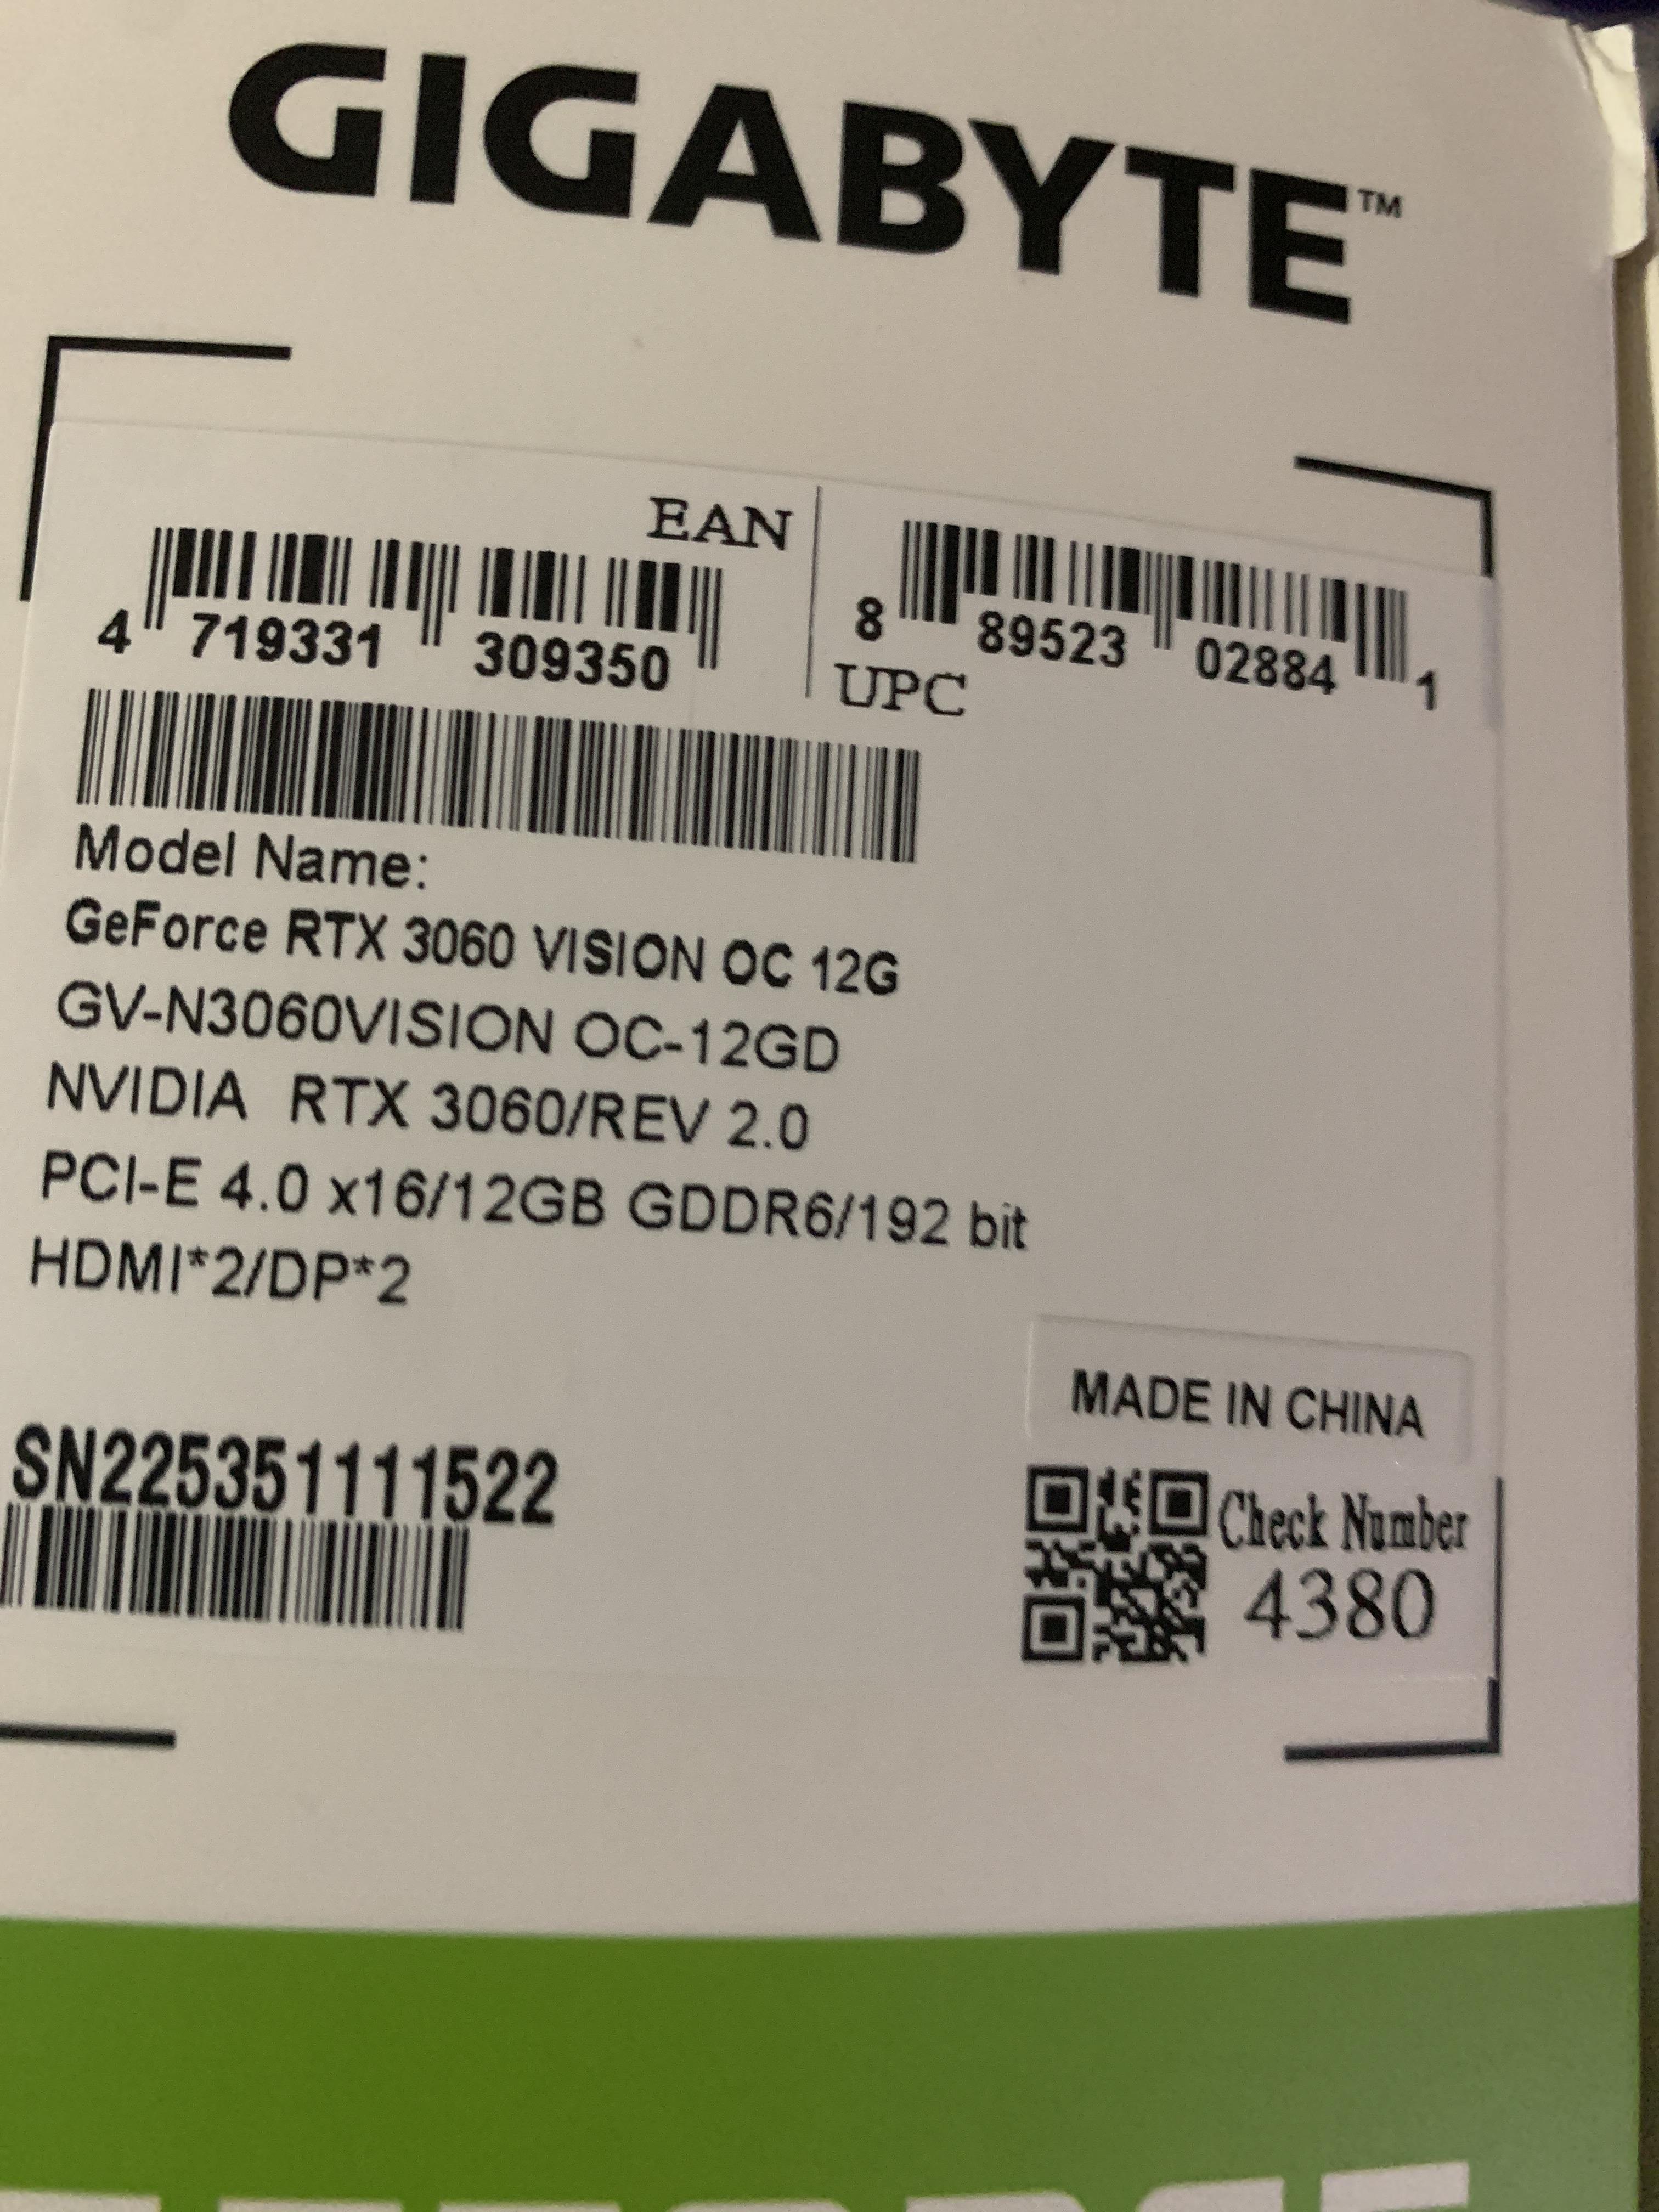 GIGABYTE™
EAN
4 719331 309350
8 89523 02884 1
UPC
Model Name:
GeForce RTX 3060 VISION OC 12G
GV-N3060VISION OC-12GD
NVIDIA RTX 3060/REV 2.0
PCI-E 4.0 x16/12GB GDDR6/192 bit
HDMI*2/DP*2
MADE IN CHINA
SN225351111522
Check Number
4380